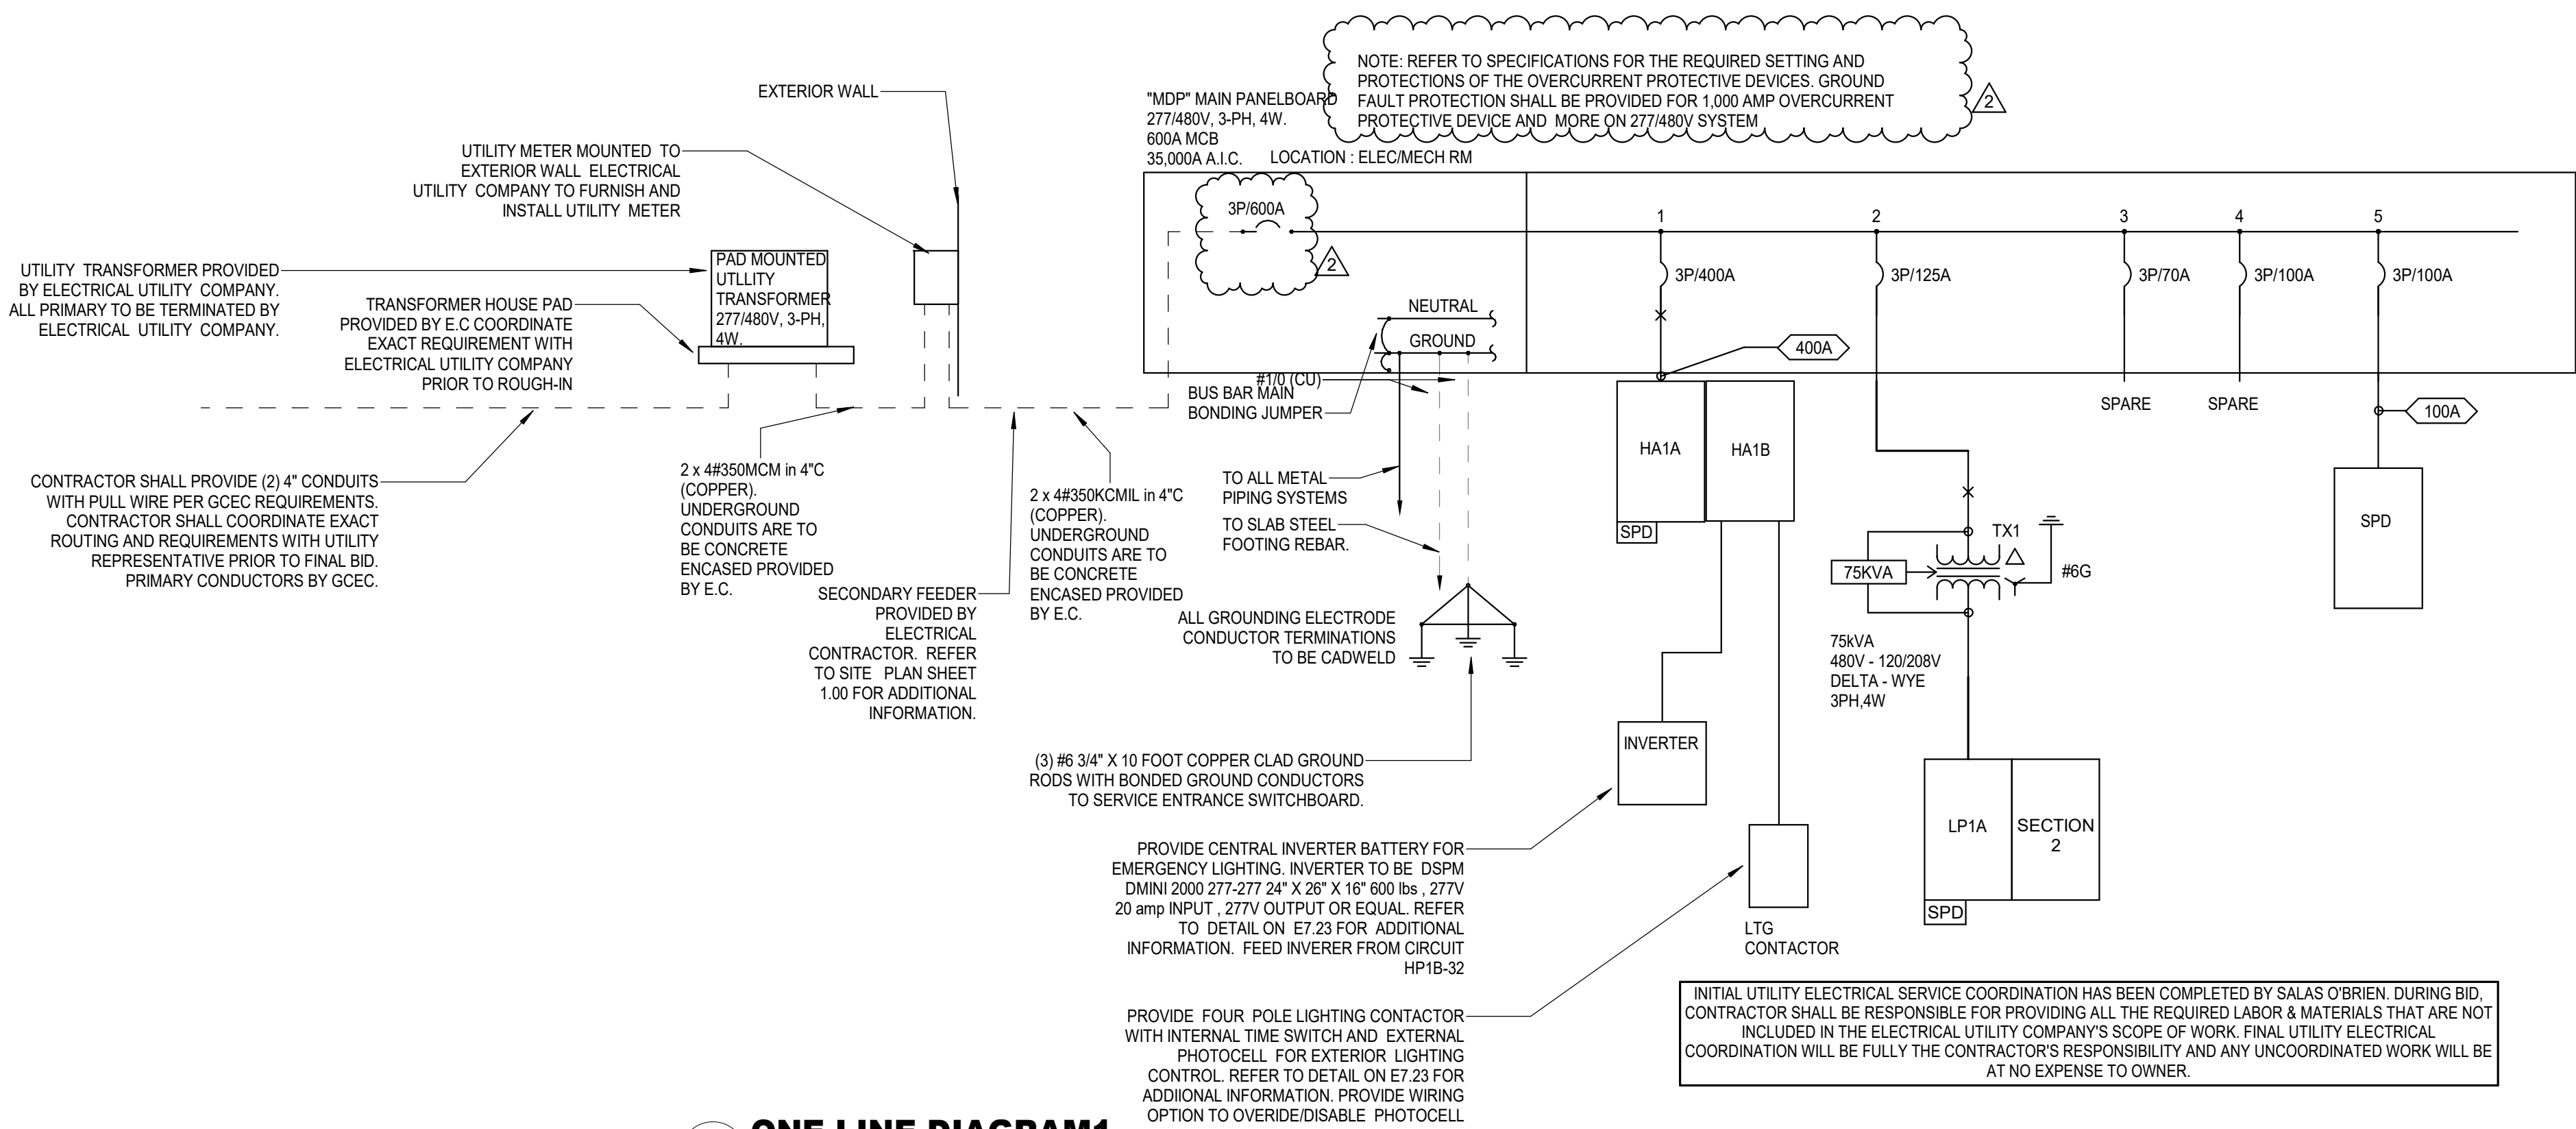 NOTE: REFER TO SPECIFICATIONS FOR THE REQUIRED SETTING AND
PROTECTIONS OF THE OVERCURRENT PROTECTIVE DEVICES. GROUND
FAULT PROTECTION SHALL BE PROVIDED FOR 1,000 AMP OVERCURRENT
PROTECTIVE DEVICE AND MORE ON 277/480V SYSTEM
2
"MDP" MAIN PANELBOARD
277/480V, 3-PH, 4W.
600A MCB
35,000A A.I.C.
LOCATION : ELEC/MECH RM
EXTERIOR WALL
UTILITY METER MOUNTED TO
EXTERIOR WALL ELECTRICAL
UTILITY COMPANY TO FURNISH AND
INSTALL UTILITY METER
UTILITY TRANSFORMER PROVIDED
BY ELECTRICAL UTILITY COMPANY.
ALL PRIMARY TO BE TERMINATED BY
ELECTRICAL UTILITY COMPANY.
TRANSFORMER HOUSE PAD
PROVIDED BY E.C COORDINATE
EXACT REQUIREMENT WITH
ELECTRICAL UTILITY COMPANY
PRIOR TO ROUGH-IN
PAD MOUNTED
UTLLITY
TRANSFORMER
277/480V, 3-PH,
4W.
3P/600A
2
1
2
3
4
5
3P/400A
3P/125A
3P/70A
3P/100A
3P/100A
NEUTRAL
GROUND
#1/0 (CU)
BUS BAR MAIN
BONDING JUMPER
400A
SPARE
SPARE
100A
CONTRACTOR SHALL PROVIDE (2) 4" CONDUITS
WITH PULL WIRE PER GCEC REQUIREMENTS.
CONTRACTOR SHALL COORDINATE EXACT
ROUTING AND REQUIREMENTS WITH UTILITY
REPRESENTATIVE PRIOR TO FINAL BID.
PRIMARY CONDUCTORS BY GCEC.
2 x 4#350MCM in 4"C
(COPPER).
UNDERGROUND
CONDUITS ARE TO
BE CONCRETE
ENCASED PROVIDED
BY E.C.
SECONDARY FEEDER
PROVIDED BY
ELECTRICAL
CONTRACTOR. REFER
TO SITE PLAN SHEET
1.00 FOR ADDITIONAL
INFORMATION.
2 x 4#350KCMIL in 4"C
(COPPER).
UNDERGROUND
CONDUITS ARE TO
BE CONCRETE
ENCASED PROVIDED
BY E.C.
TO ALL METAL
PIPING SYSTEMS
TO SLAB STEEL
FOOTING REBAR.
ALL GROUNDING ELECTRODE
CONDUCTOR TERMINATIONS
TO BE CADWELD
HA1A
HA1B
SPD
TX1
75KVA
#6G
75kVA
480V - 120/208V
DELTA - WYE
3PH,4W
SPD
(3) #6 3/4" X 10 FOOT COPPER CLAD GROUND
RODS WITH BONDED GROUND CONDUCTORS
TO SERVICE ENTRANCE SWITCHBOARD.
INVERTER
PROVIDE CENTRAL INVERTER BATTERY FOR
EMERGENCY LIGHTING. INVERTER TO BE DSPM
DMINI 2000 277-277 24" X 26" X 16" 600 lbs , 277V
20 amp INPUT , 277V OUTPUT OR EQUAL. REFER
TO DETAIL ON E7.23 FOR ADDITIONAL
INFORMATION. FEED INVERER FROM CIRCUIT
HP1B-32
LP1A
SECTION
2
SPD
LTG
CONTACTOR
PROVIDE FOUR POLE LIGHTING CONTACTOR
WITH INTERNAL TIME SWITCH AND EXTERNAL
PHOTOCELL FOR EXTERIOR LIGHTING
CONTROL. REFER TO DETAIL ON E7.23 FOR
ADDIIONAL INFORMATION. PROVIDE WIRING
OPTION TO OVERIDE/DISABLE PHOTOCELL
INITIAL UTILITY ELECTRICAL SERVICE COORDINATION HAS BEEN COMPLETED BY SALAS O'BRIEN. DURING BID,
CONTRACTOR SHALL BE RESPONSIBLE FOR PROVIDING ALL THE REQUIRED LABOR & MATERIALS THAT ARE NOT
INCLUDED IN THE ELECTRICAL UTILITY COMPANY'S SCOPE OF WORK. FINAL UTILITY ELECTRICAL
COORDINATION WILL BE FULLY THE CONTRACTOR'S RESPONSIBILITY AND ANY UNCOORDINATED WORK WILL BE
AT NO EXPENSE TO OWNER.
ONE LINE DIAGRAM1